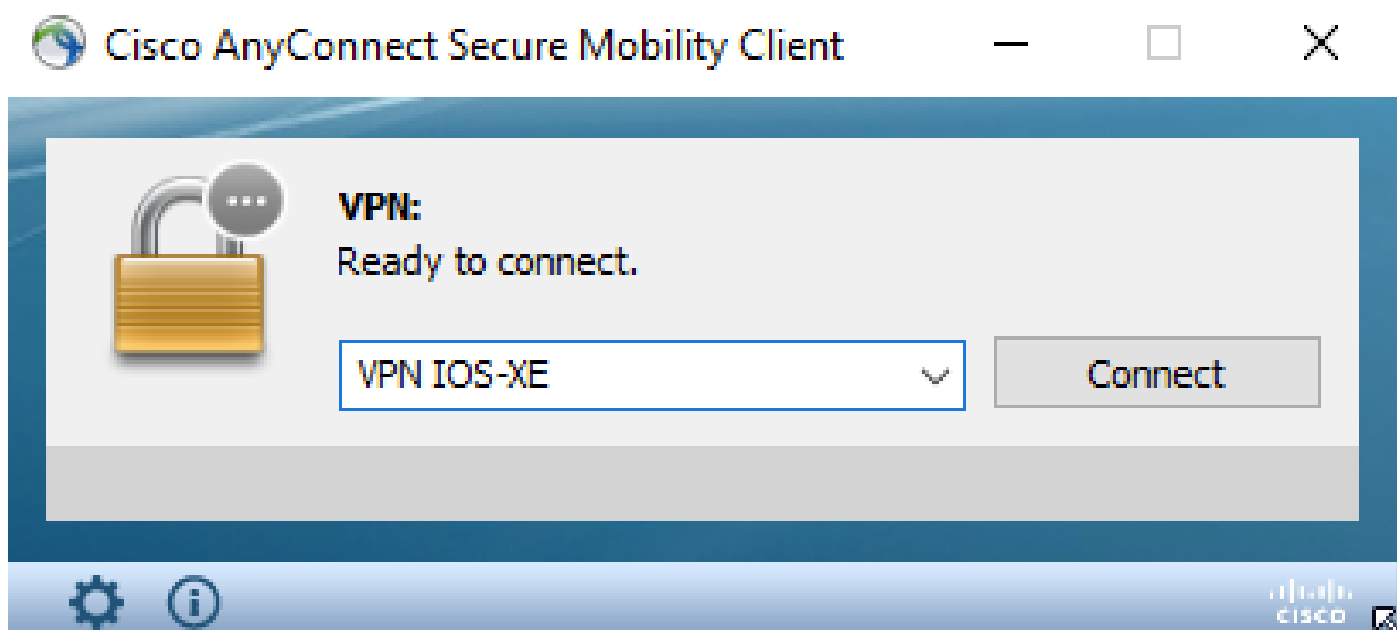 Cisco AnyConnect Secure Mobility Client
VPN:
Ready to connect.
VPN IOS-XE
Connect
CISCO